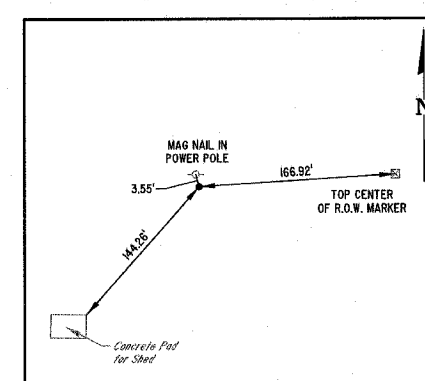 N
MAG NAIL IN
POWER POLE
3.55'
166.92'
TOP CENTER
OF R.O.W. MARKER
144.26'
Concrete Pad
for Shed